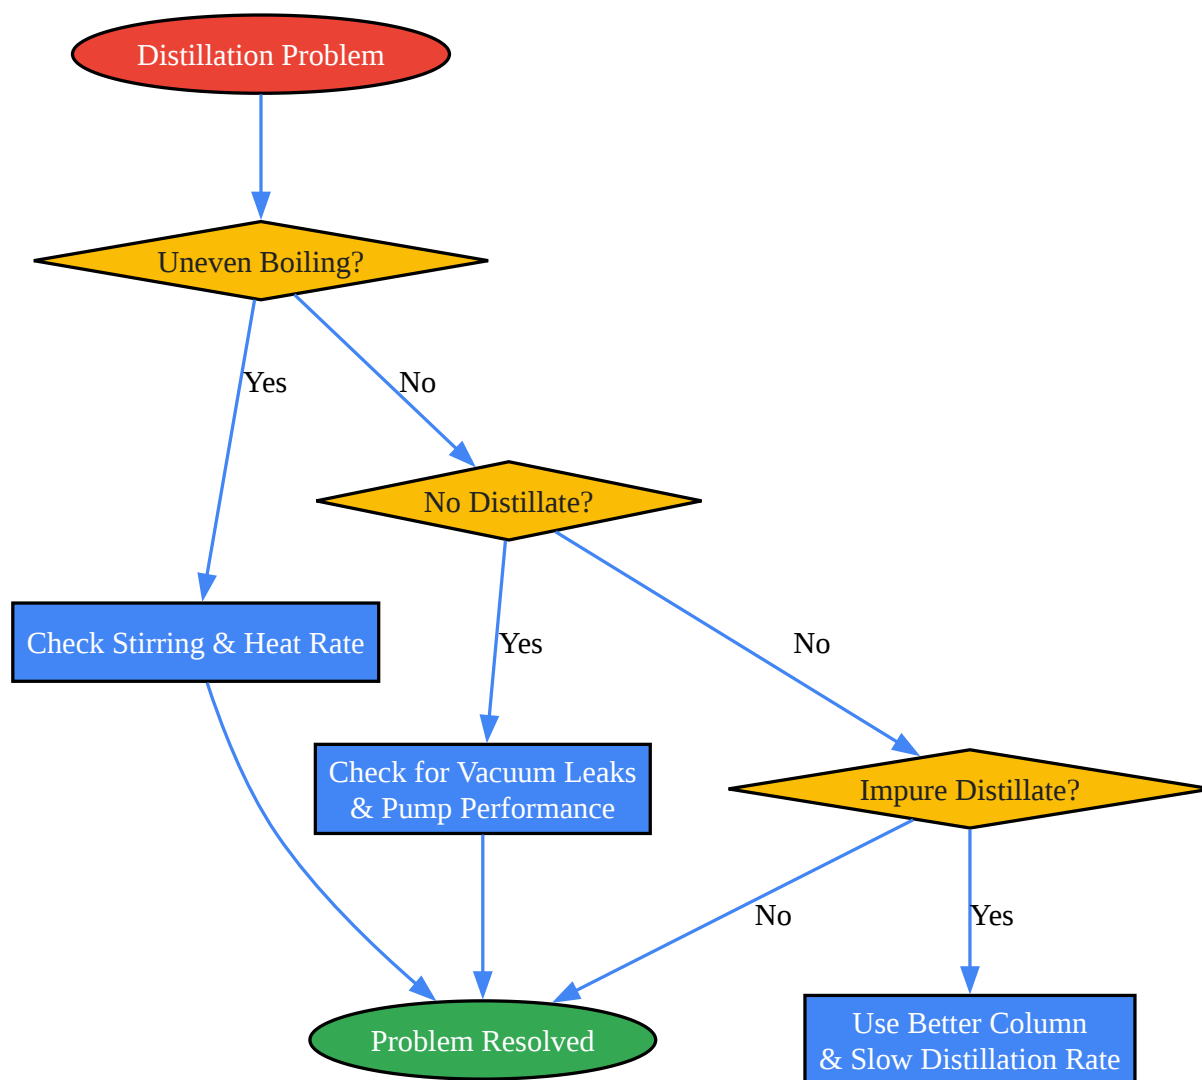 Distillation Problem
Uneven Boiling?
Yes
No
No Distillate?
Check Stirring & Heat Rate
Yes
No
Check for Vacuum Leaks
& Pump Performance
Impure Distillate?
No
Yes
Problem Resolved
Use Better Column
& Slow Distillation Rate